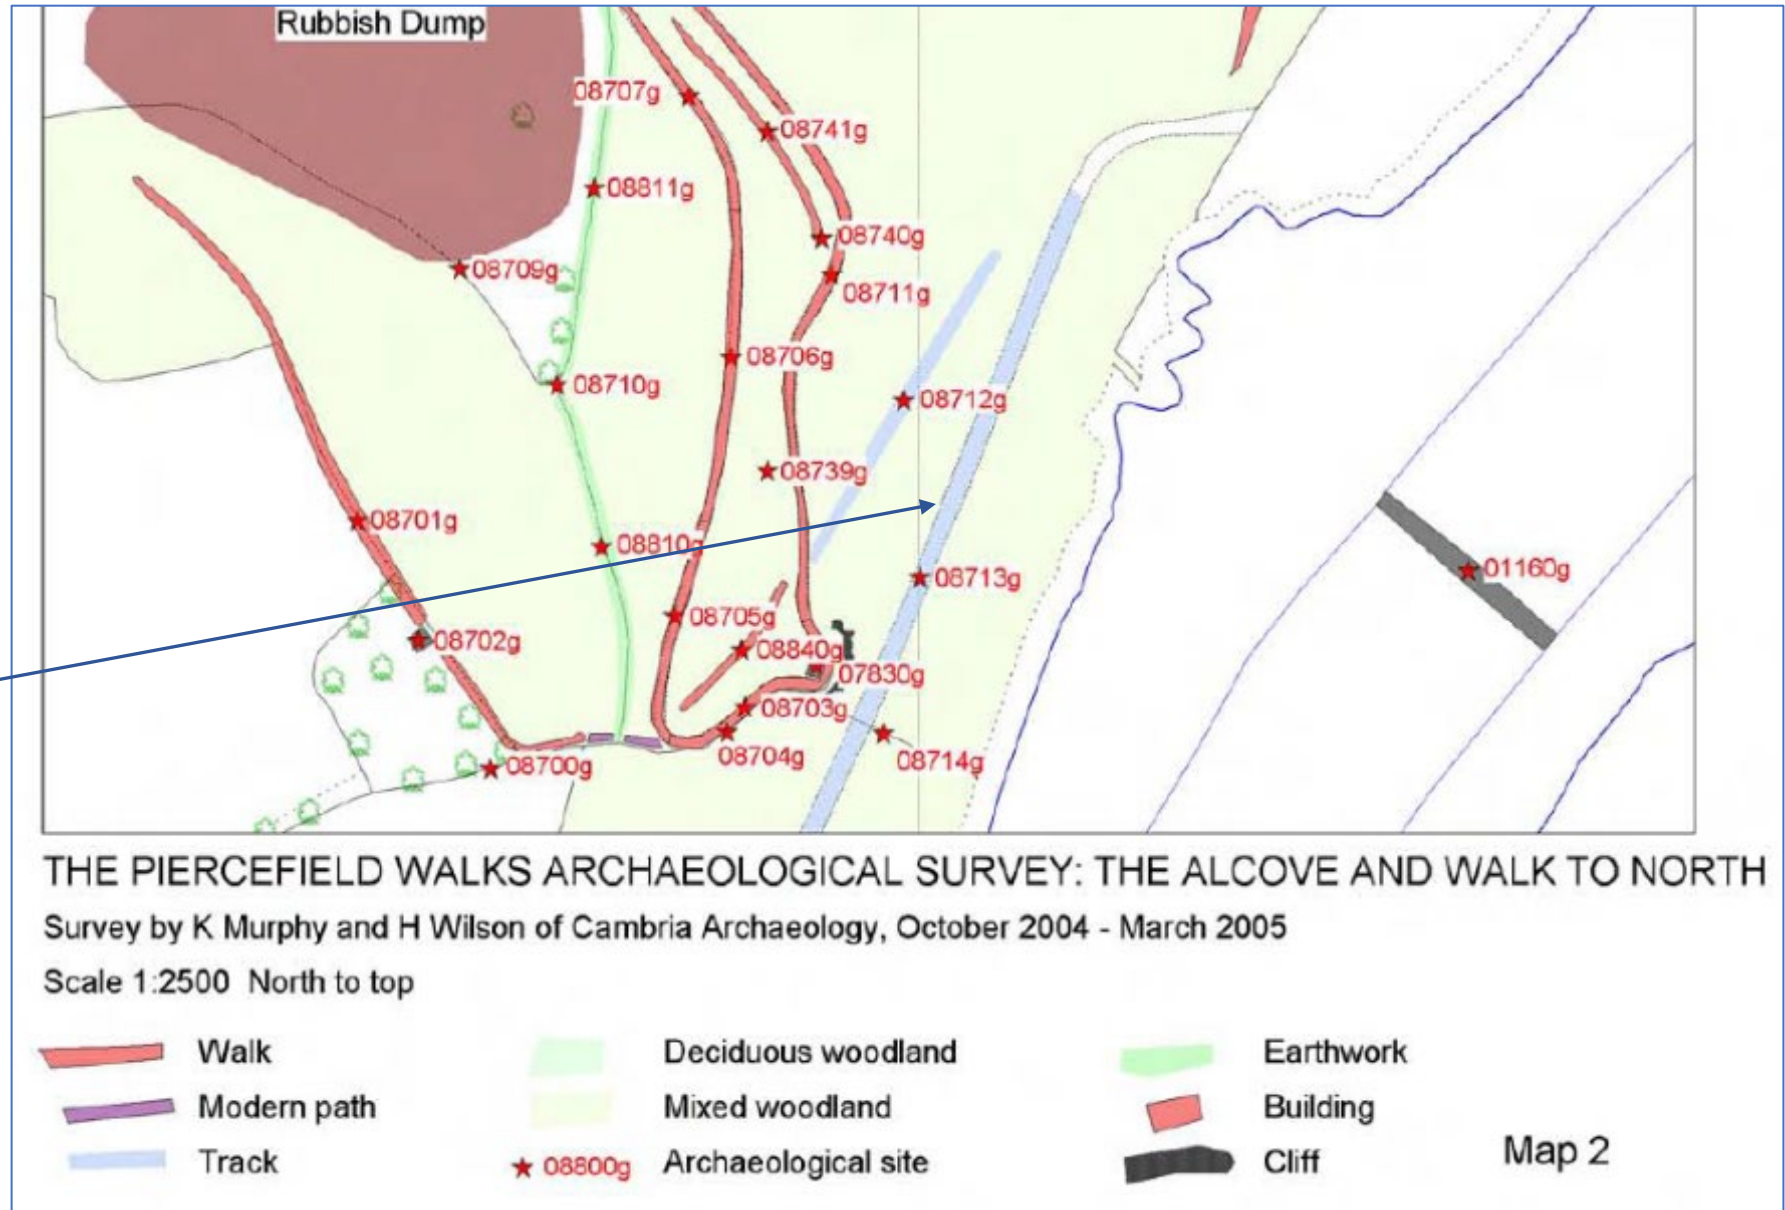 Rubbish Dump
08707g
08741g
08811g
08740g
08709g
08711g
08706g
08710g
08712g
08739g
08701g
08810g
01160g
08713g
08705g
08702g
08840g
07830g
08703g
08704g
08714g
08700g
THE PIERCEFIELD WALKS ARCHAEOLOGICAL SURVEY: THE ALCOVE AND WALK TO NORTH
Survey by K Murphy and H Wilson of Cambria Archaeology, October 2004 - March 2005
Scale 1:2500 North to top
Walk
Deciduous woodland
Earthwork
Modern path
Mixed woodland
Building
Track
08800g
Archaeological site
Cliff
Map 2